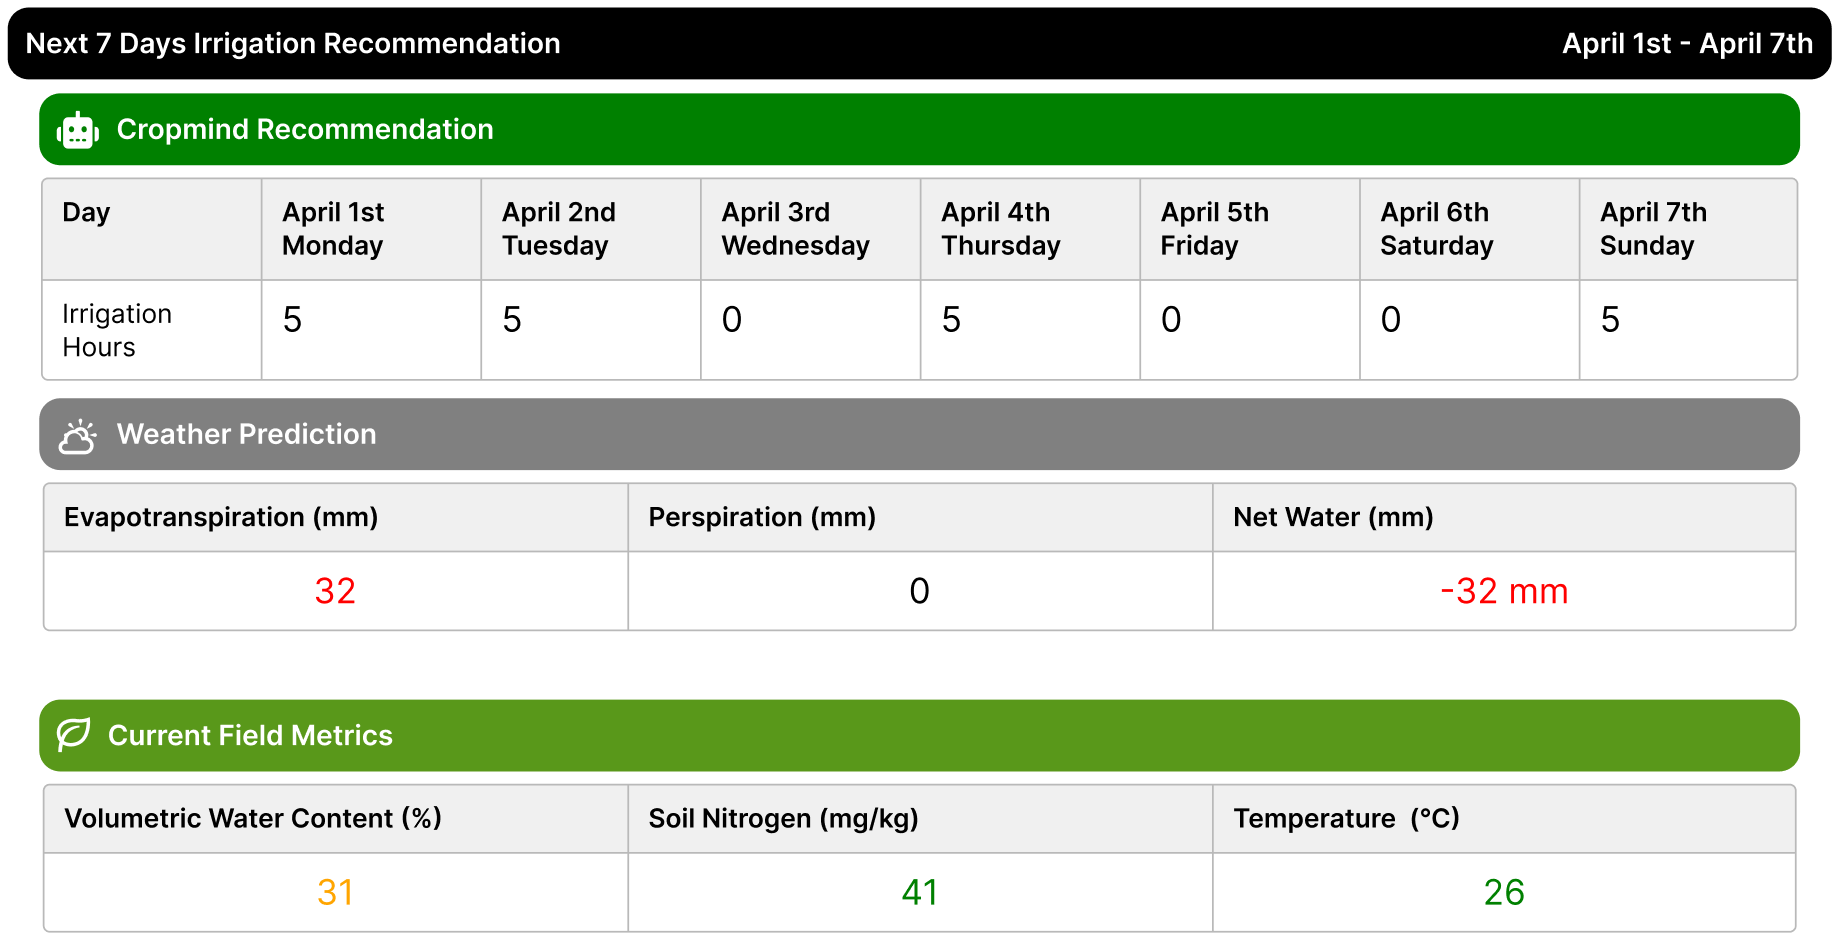 Next 7 Days Irrigation Recommendation April 1st - April 7th
Cropmind Recommendation
Day April 1st Monday April 2nd Tuesday April 3rd Wednesday April 4th Thursday April 5th Friday April 6th Saturday April 7th Sunday
Irrigation Hours 5 5 0 5 0 0 5
Weather Prediction
Evapotranspiration (mm) Perspiration (mm) Net Water (mm)
32 0 -32 mm
Current Field Metrics
Volumetric Water Content (%) Soil Nitrogen (mg/kg) Temperature (°C)
31 41 26